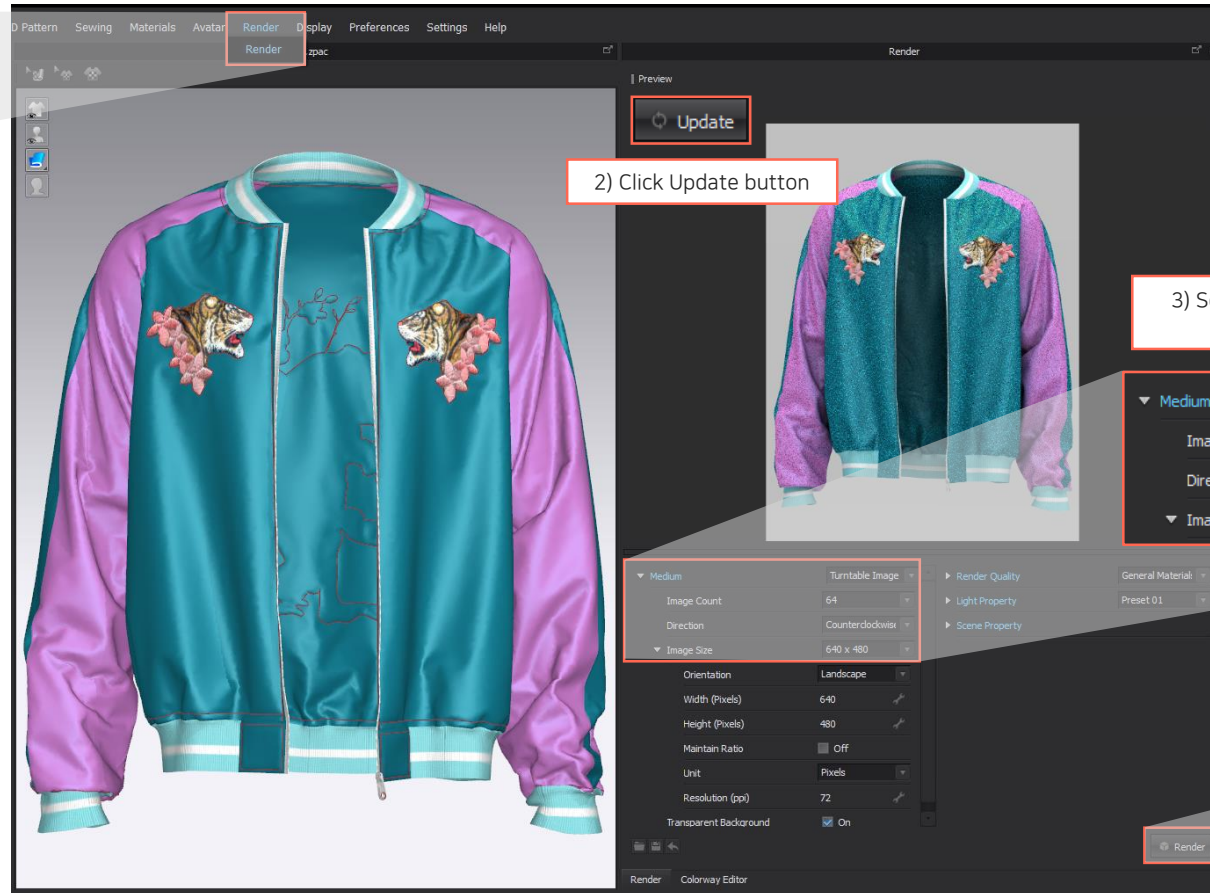 D Pattern Sewing Materials Avatar Render Display Preferences Settings Help
Render
.zpac
Render
Preview
Update
2) Click Update button
3) S
Medium
Ima
Dire
Ima
Medium Turntable Image
Image Count 64
Direction Counterclockwise
Image Size 640 x 480
Orientation Landscape
Width (Pixels) 640
Height (Pixels) 480
Maintain Ratio Off
Unit Pixels
Resolution (ppi) 72
Transparent Background On
Render Quality General Materials
Light Property Preset 01
Scene Property
Render
Render Colorway Editor